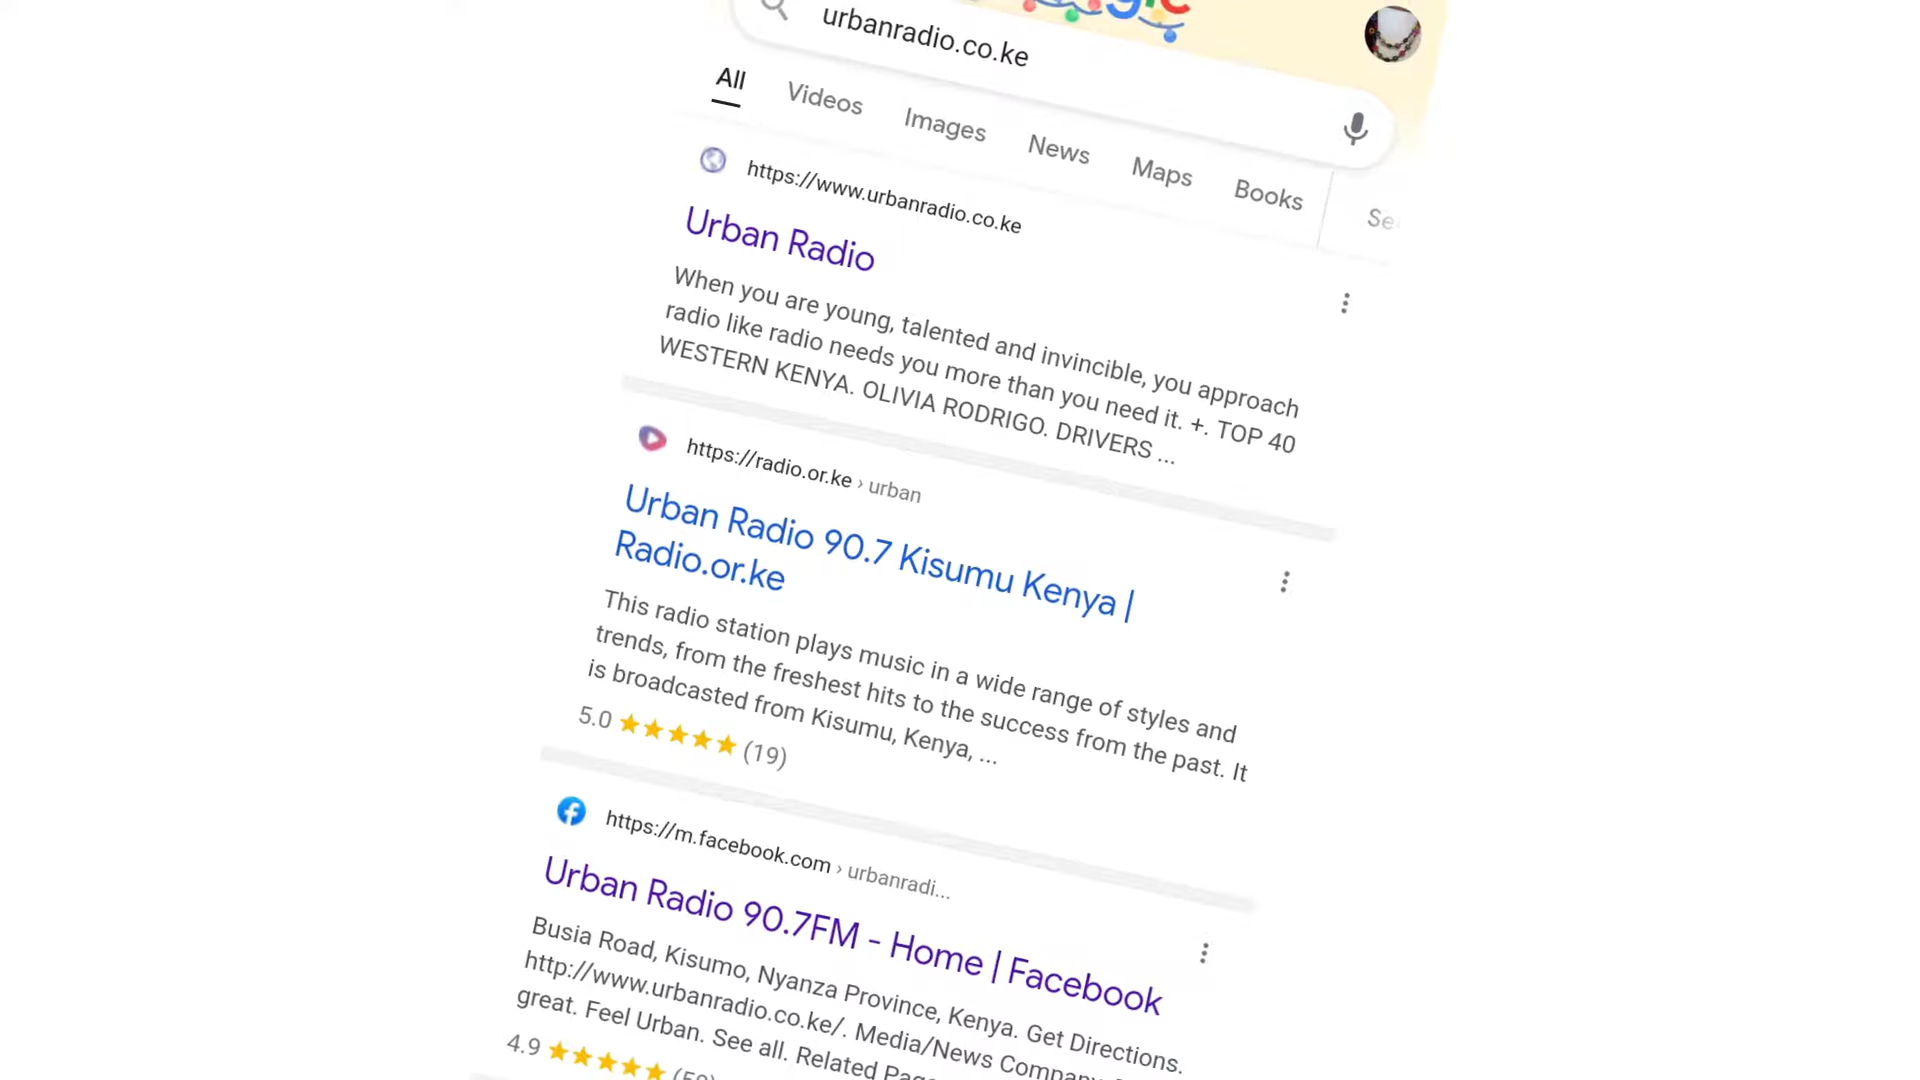 urbanradio.co.ke
All Videos Images News Maps Books
https://www.urbanradio.co.ke
Urban Radio
When you are young, talented and invincible, you approach
radio like radio needs you more than you need it. +. TOP 40
WESTERN KENYA. OLIVIA RODRIGO. DRIVERS ...
https://radio.or.ke › urban
Urban Radio 90.7 Kisumu Kenya |
Radio.or.ke
This radio station plays music in a wide range of styles and
trends, from the freshest hits to the success from the past. It
is broadcasted from Kisumu, Kenya, ...
5.0 (19)
https://m.facebook.com › urbanradi...
Urban Radio 90.7FM - Home | Facebook
Busia Road, Kisumo, Nyanza Province, Kenya. Get Directions.
http://www.urbanradio.co.ke/. Media/News
great. Feel Urban. See all. Related
4.9